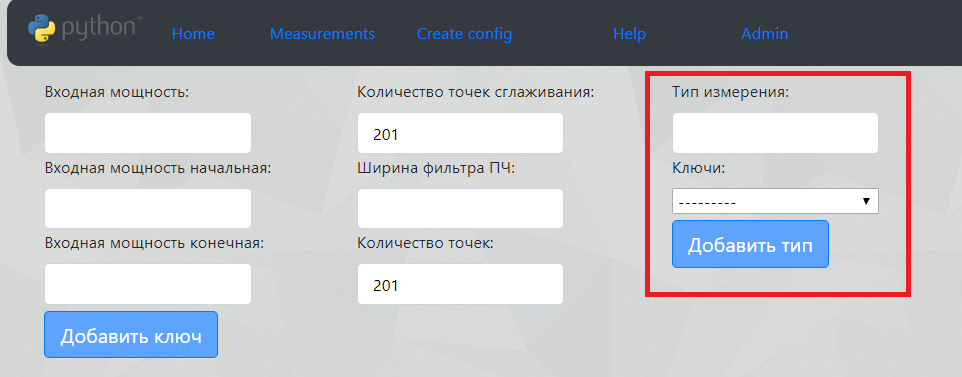 python™
Home Measurements Create config Help Admin
Входная мощность:
Входная мощность начальная:
Входная мощность конечная:
Добавить ключ
Количество точек сглаживания:
201
Ширина фильтра ПЧ:
Количество точек:
201
Тип измерения:
Ключи:
---------
Добавить тип